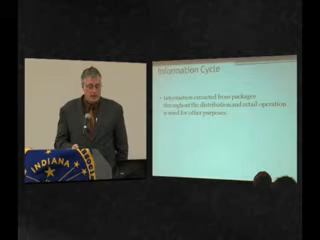 Information Cycle
Information extracted from packages
throughout the distribution and retail operation
is used for other purposes.
INDIANA